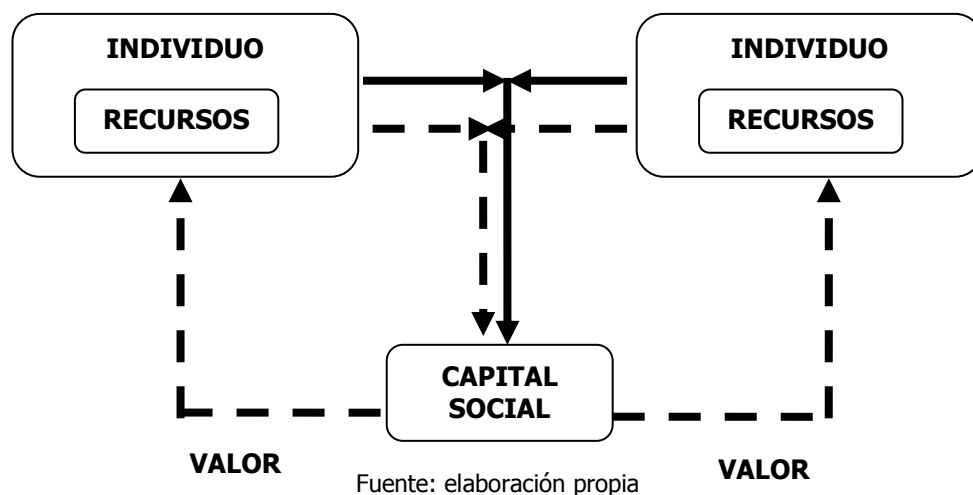 INDIVIDUO
INDIVIDUO
RECURSOS
RECURSOS
CAPITAL
SOCIAL
VALOR
VALOR
Fuente: elaboración propia